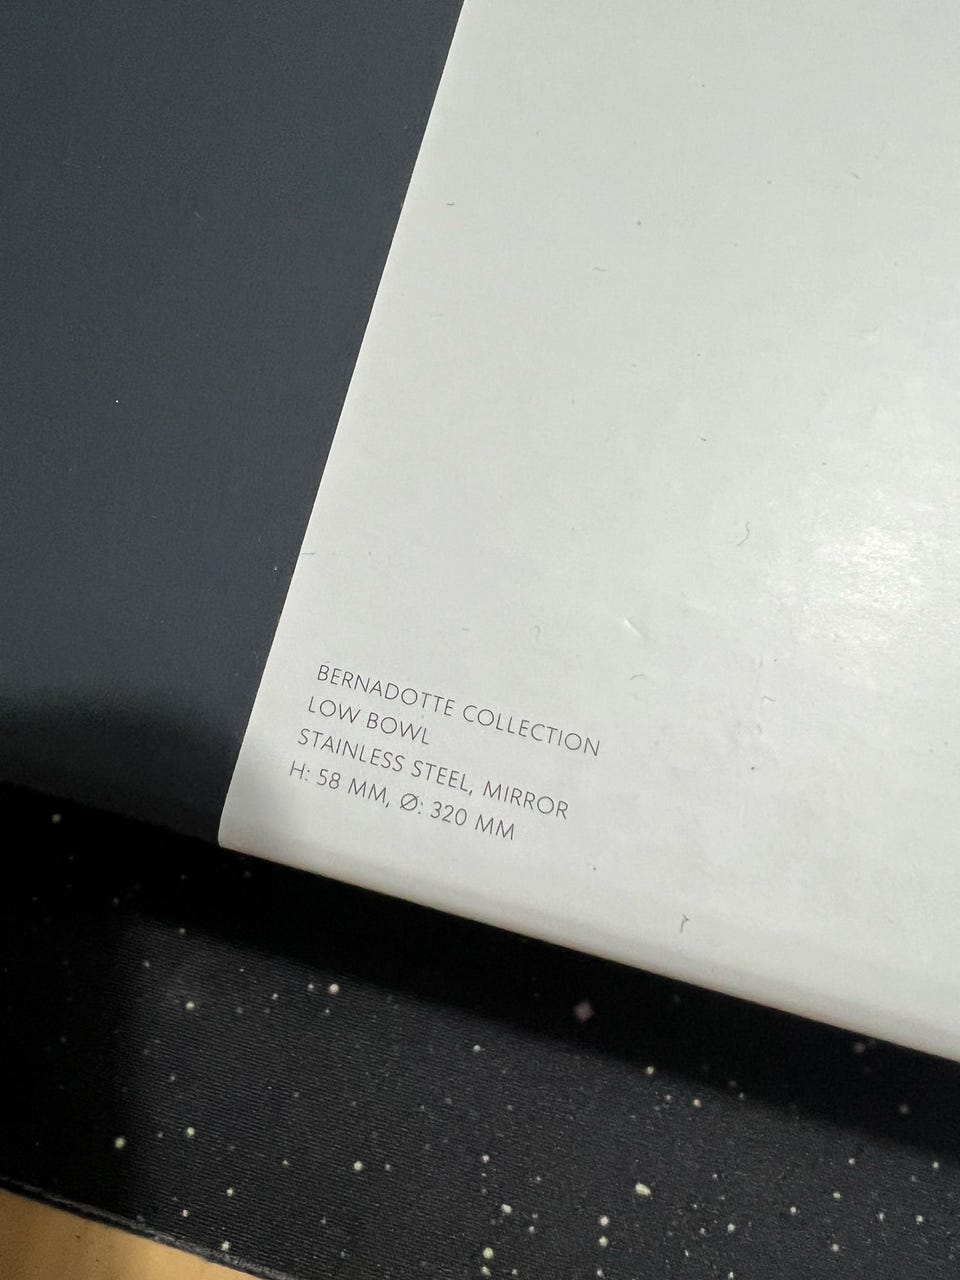 BERNADOTTE COLLECTION
LOW BOWL
STAINLESS STEEL, MIRROR
H: 58 MM, Ø: 320 MM